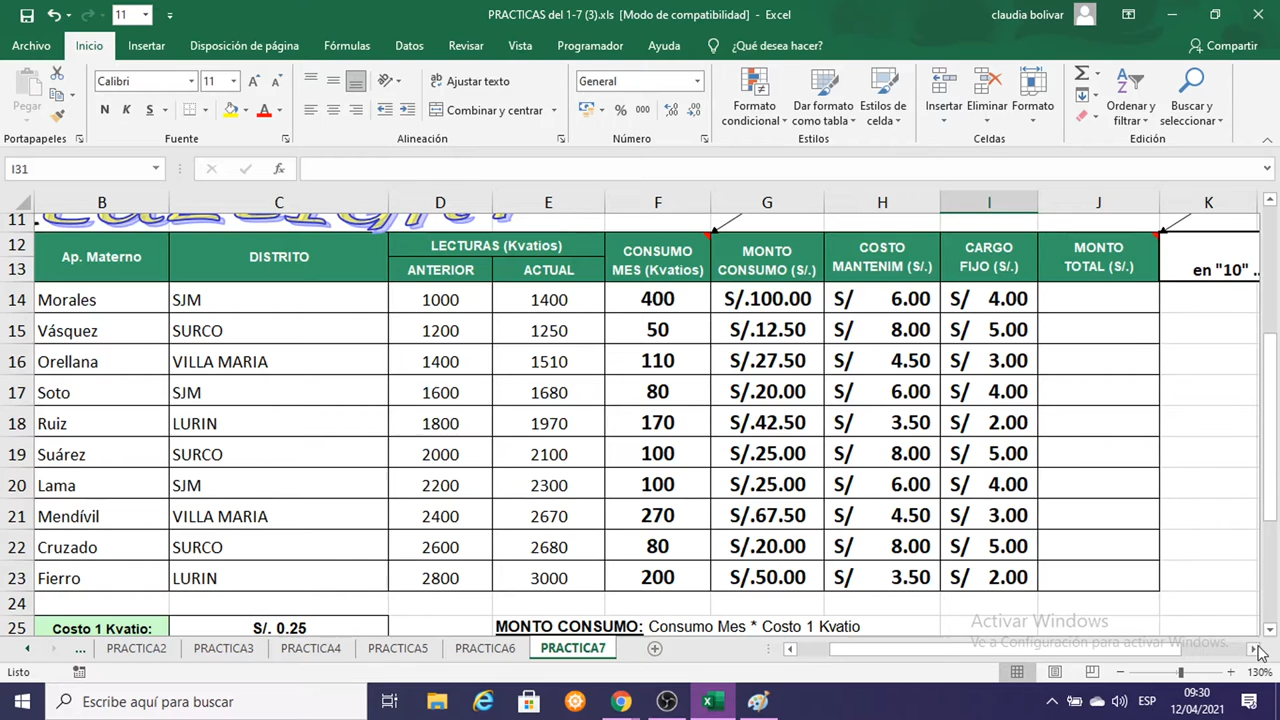 11
PRACTICAS del 1-7 (3).xls [Modo de compatibilidad] - Excel
claudia bolivar
Archivo Inicio Insertar Disposición de página Fórmulas Datos Revisar Vista Programador Ayuda ¿Qué desea hacer? Compartir
Pegar
Calibri 11
N K S
Ajustar texto
Combinar y centrar
General
% 000
Formato condicional
Dar formato como tabla
Estilos de celda
Insertar Eliminar Formato
Ordenar y filtrar
Buscar y seleccionar
Portapapeles Fuente Alineación Número Estilos Celdas Edición
I31 fx
B C D E F G H I J K
11
12 Ap. Materno DISTRITO LECTURAS (Kvatios) CONSUMO MES (Kvatios) MONTO CONSUMO (S/.) COSTO MANTENIM (S/.) CARGO FIJO (S/.) MONTO TOTAL (S/.)
13 ANTERIOR ACTUAL en "10" ..
14 Morales SJM 1000 1400 400 S/.100.00 S/ 6.00 S/ 4.00
15 Vásquez SURCO 1200 1250 50 S/.12.50 S/ 8.00 S/ 5.00
16 Orellana VILLA MARIA 1400 1510 110 S/.27.50 S/ 4.50 S/ 3.00
17 Soto SJM 1600 1680 80 S/.20.00 S/ 6.00 S/ 4.00
18 Ruiz LURIN 1800 1970 170 S/.42.50 S/ 3.50 S/ 2.00
19 Suárez SURCO 2000 2100 100 S/.25.00 S/ 8.00 S/ 5.00
20 Lama SJM 2200 2300 100 S/.25.00 S/ 6.00 S/ 4.00
21 Mendívil VILLA MARIA 2400 2670 270 S/.67.50 S/ 4.50 S/ 3.00
22 Cruzado SURCO 2600 2680 80 S/.20.00 S/ 8.00 S/ 5.00
23 Fierro LURIN 2800 3000 200 S/.50.00 S/ 3.50 S/ 2.00
24
25 Costo 1 Kvatio: S/. 0.25 MONTO CONSUMO: Consumo Mes * Costo 1 Kvatio
Activar Windows
Ve a Configuración para activar Windows.
... PRACTICA2 PRACTICA3 PRACTICA4 PRACTICA5 PRACTICA6 PRACTICA7
Listo 130%
Escribe aquí para buscar
ESP
09:30
12/04/2021